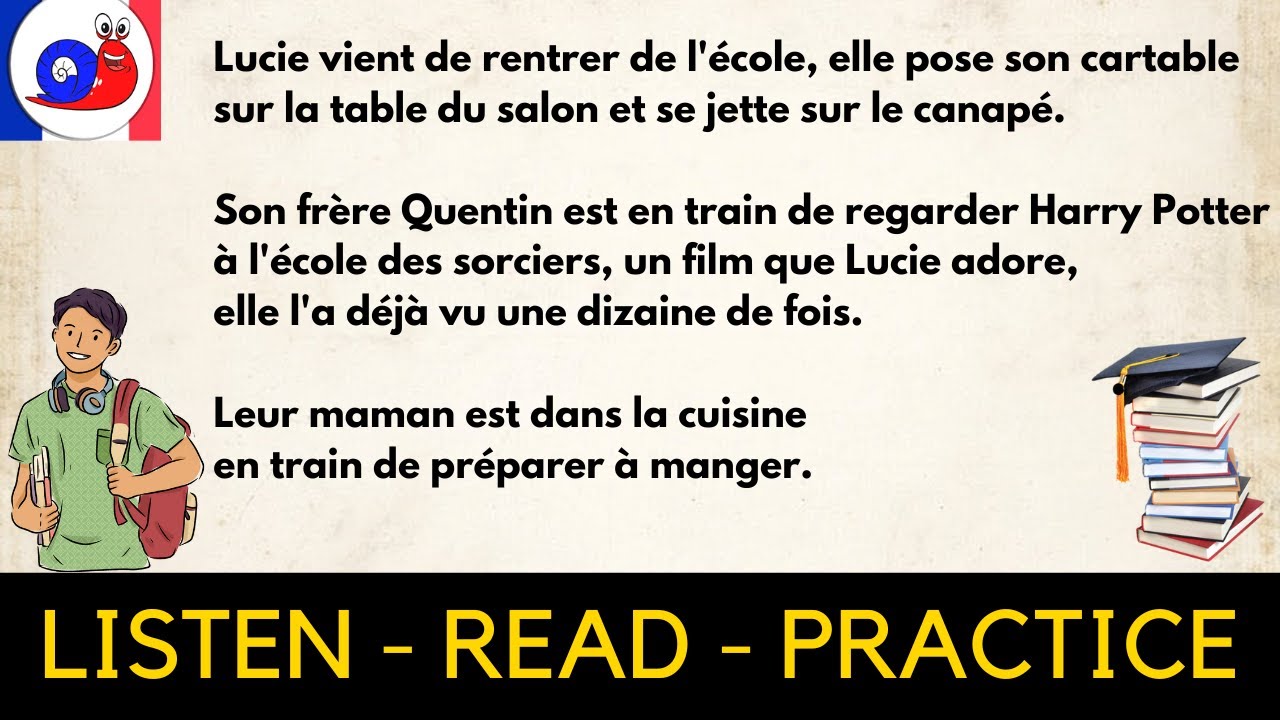 Lucie vient de rentrer de l'école, elle pose son cartable
sur la table du salon et se jette sur le canapé.
Son frère Quentin est en train de regarder Harry Potter
à l'école des sorciers, un film que Lucie adore,
elle l'a déjà vu une dizaine de fois.
Leur maman est dans la cuisine
en train de préparer à manger.
LISTEN - READ - PRACTICE